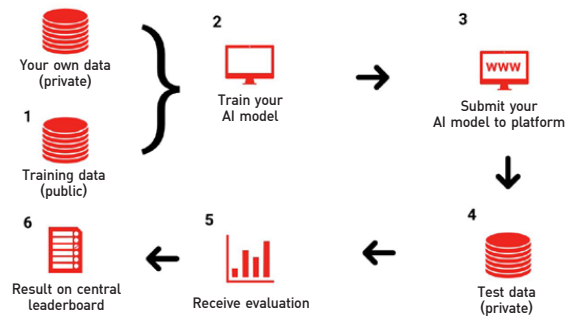 Your own data
(private)
1
Training data
(public)
2
Train your
AI model
3
www
Submit your
AI model to platform
4
Test data
(private)
5
Receive evaluation
6
Result on central
leaderboard